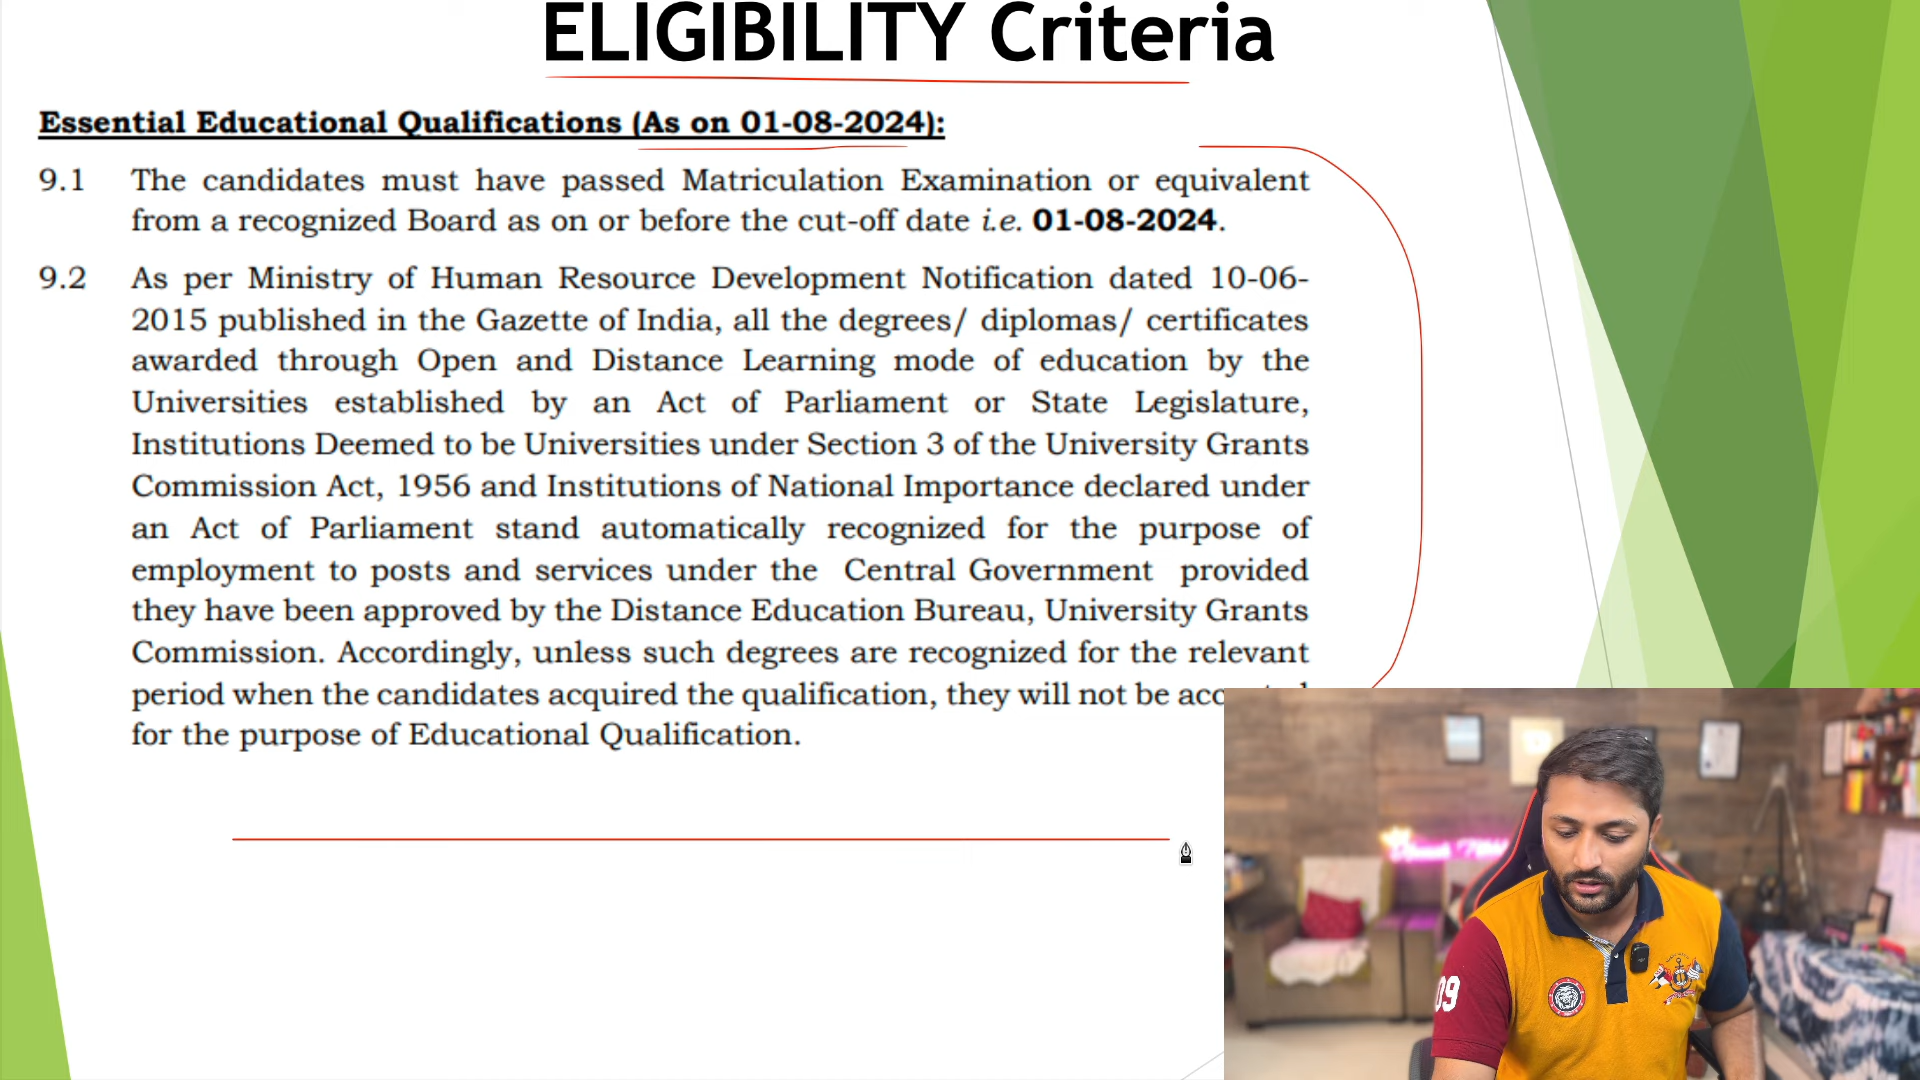 ELIGIBILITY Criteria
Essential Educational Qualifications (As on 01-08-2024):
9.1 The candidates must have passed Matriculation Examination or equivalent
from a recognized Board as on or before the cut-off date i.e. 01-08-2024.
9.2 As per Ministry of Human Resource Development Notification dated 10-06-
2015 published in the Gazette of India, all the degrees/ diplomas/ certificates
awarded through Open and Distance Learning mode of education by the
Universities established by an Act of Parliament or State Legislature,
Institutions Deemed to be Universities under Section 3 of the University Grants
Commission Act, 1956 and Institutions of National Importance declared under
an Act of Parliament stand automatically recognized for the purpose of
employment to posts and services under the Central Government provided
they have been approved by the Distance Education Bureau, University Grants
Commission. Accordingly, unless such degrees are recognized for the relevant
period when the candidates acquired the qualification, they will not be
for the purpose of Educational Qualification.
09